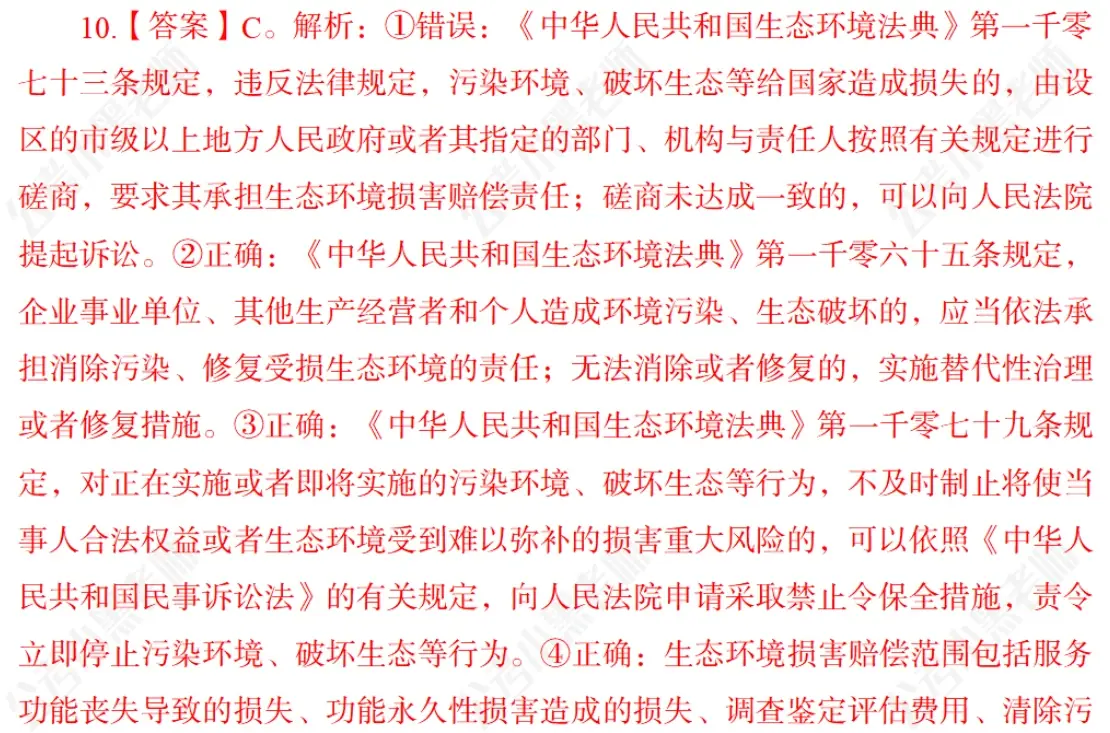 10.【答案】C。解析：①错误：《中华人民共和国生态环境法典》第一千零
七十三条规定，违反法律规定，污染环境、破坏生态等给国家造成损失的，由设
区的市级以上地方人民政府或者其指定的部门、机构与责任人按照有关规定进行
磋商，要求其承担生态环境损害赔偿责任；磋商未达成一致的，可以向人民法院
提起诉讼。②正确：《中华人民共和国生态环境法典》第一千零六十五条规定，
企业事业单位、其他生产经营者和个人造成环境污染、生态破坏的，应当依法承
担消除污染、修复受损生态环境的责任；无法消除或者修复的，实施替代性治理
或者修复措施。③正确：《中华人民共和国生态环境法典》第一千零七十九条规
定，对正在实施或者即将实施的污染环境、破坏生态等行为，不及时制止将使当
事人合法权益或者生态环境受到难以弥补的损害重大风险的，可以依照《中华人
民共和国民事诉讼法》的有关规定，向人民法院申请采取禁止令保全措施，责令
立即停止污染环境、破坏生态等行为。④正确：生态环境损害赔偿范围包括服务
功能丧失导致的损失、功能永久性损害造成的损失、调查鉴定评估费用、清除污